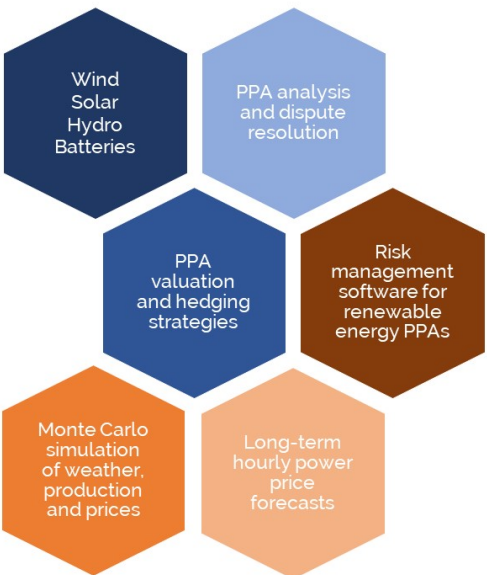 Wind
Solar
Hydro
Batteries
PPA analysis
and dispute
resolution
PPA
valuation
and hedging
strategies
Risk
management
software for
renewable
energy PPAs
Monte Carlo
simulation
of weather,
production
and prices
Long-term
hourly power
price
forecasts